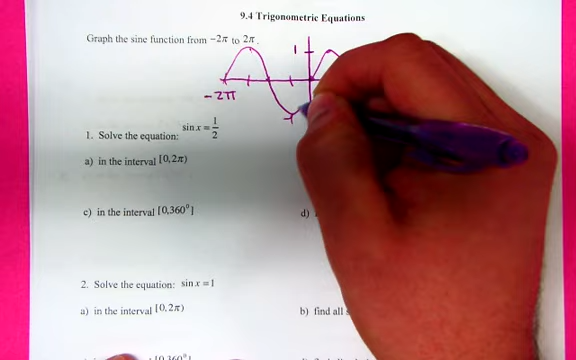 9.4 Trigonometric Equations
Graph the sine function from −2π to 2π.
1
−2π
1. Solve the equation: sin x = 1/2
a) in the interval [0,2π)
c) in the interval [0,360°]
d)
2. Solve the equation: sin x = 1
a) in the interval [0,2π)
b) find all